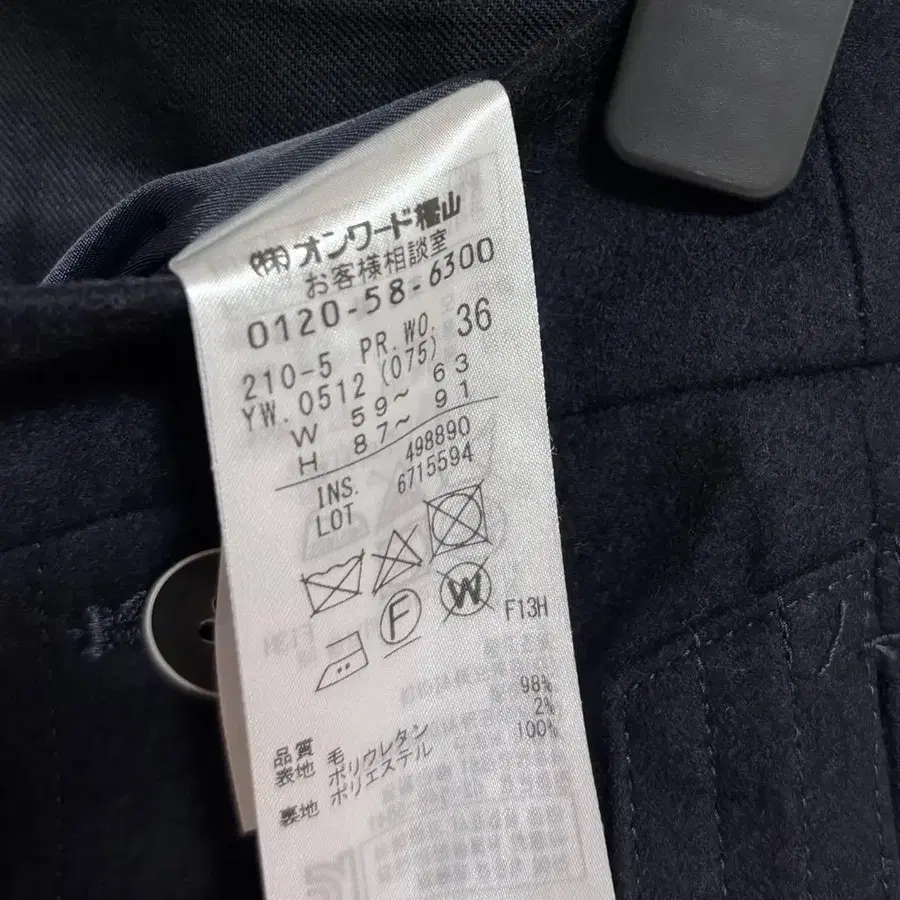 (株)オンワード樫山
お客様相談室
0120-58-6300
210-5 PR.WO. 36
YW.0512 (075)
W 59~ 63
H 87~ 91
INS. 498890
LOT 6715594
F
W
F13H
品質
表地 毛 98%
ポリウレタン 2%
裏地 ポリエステル 100%